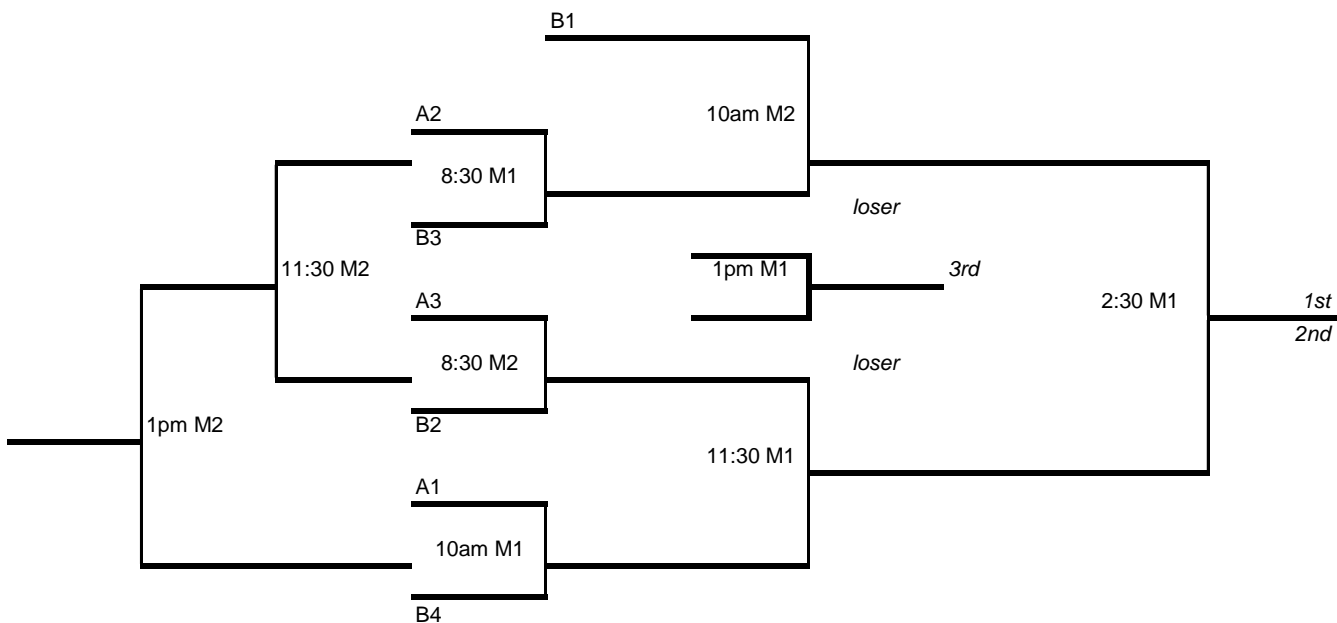 B1
A2
10am M2
8:30 M1
loser
B3
11:30 M2
1pm M1
3rd
A3
2:30 M1
1st
2nd
8:30 M2
loser
B2
1pm M2
11:30 M1
A1
10am M1
B4